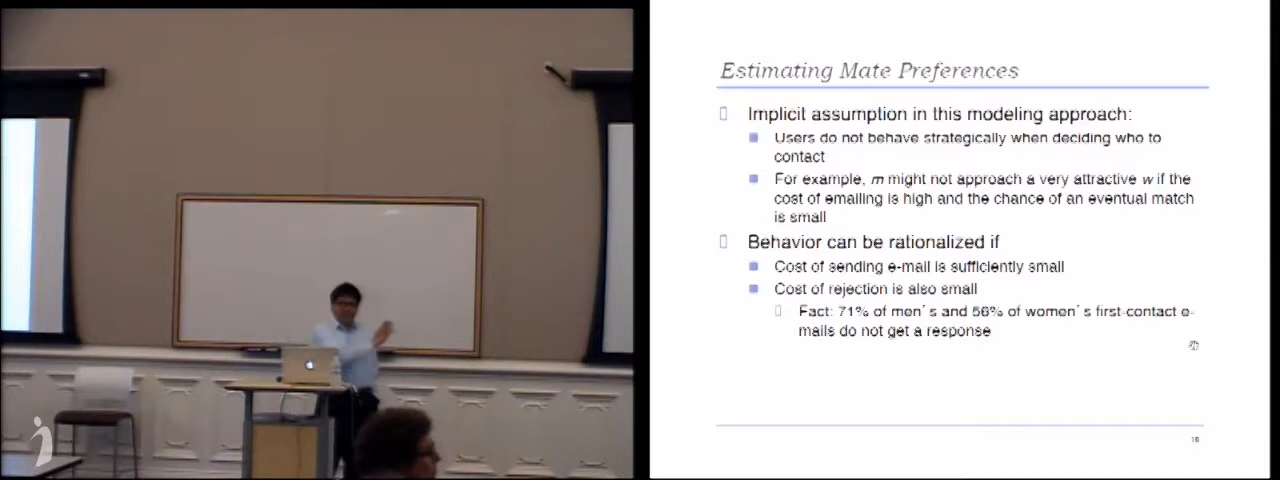 Estimating Mate Preferences
Implicit assumption in this modeling approach:
Users do not behave strategically when deciding who to
contact
For example, m might not approach a very attractive w if the
cost of emailing is high and the chance of an eventual match
is small
Behavior can be rationalized if
Cost of sending e-mail is sufficiently small
Cost of rejection is also small
Fact: 71% of men's and 56% of women's first-contact e-
mails do not get a response